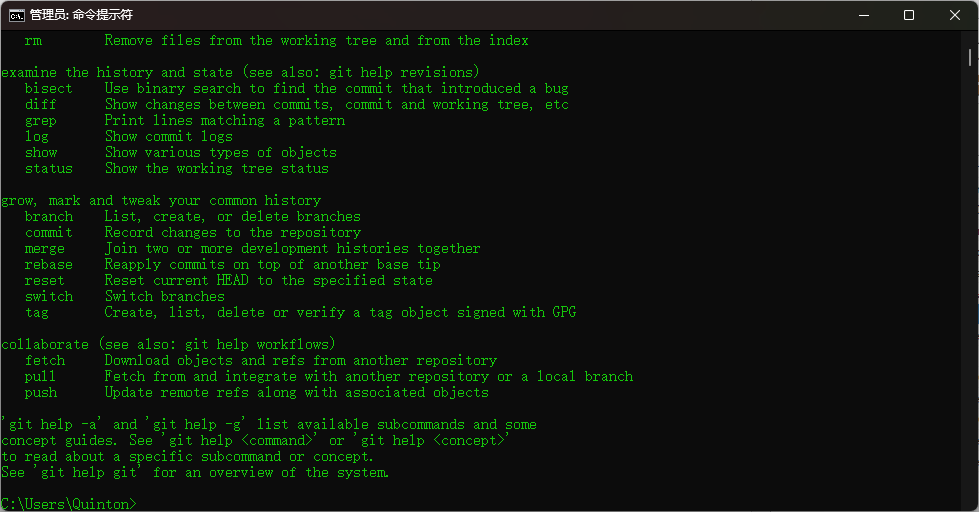 管理员: 命令提示符
rm Remove files from the working tree and from the index
examine the history and state (see also: git help revisions)
bisect Use binary search to find the commit that introduced a bug
diff Show changes between commits, commit and working tree, etc
grep Print lines matching a pattern
log Show commit logs
show Show various types of objects
status Show the working tree status
grow, mark and tweak your common history
branch List, create, or delete branches
commit Record changes to the repository
merge Join two or more development histories together
rebase Reapply commits on top of another base tip
reset Reset current HEAD to the specified state
switch Switch branches
tag Create, list, delete or verify a tag object signed with GPG
collaborate (see also: git help workflows)
fetch Download objects and refs from another repository
pull Fetch from and integrate with another repository or a local branch
push Update remote refs along with associated objects
'git help -a' and 'git help -g' list available subcommands and some
concept guides. See 'git help <command>' or 'git help <concept>'
to read about a specific subcommand or concept.
See 'git help git' for an overview of the system.
C:\Users\Quinton>